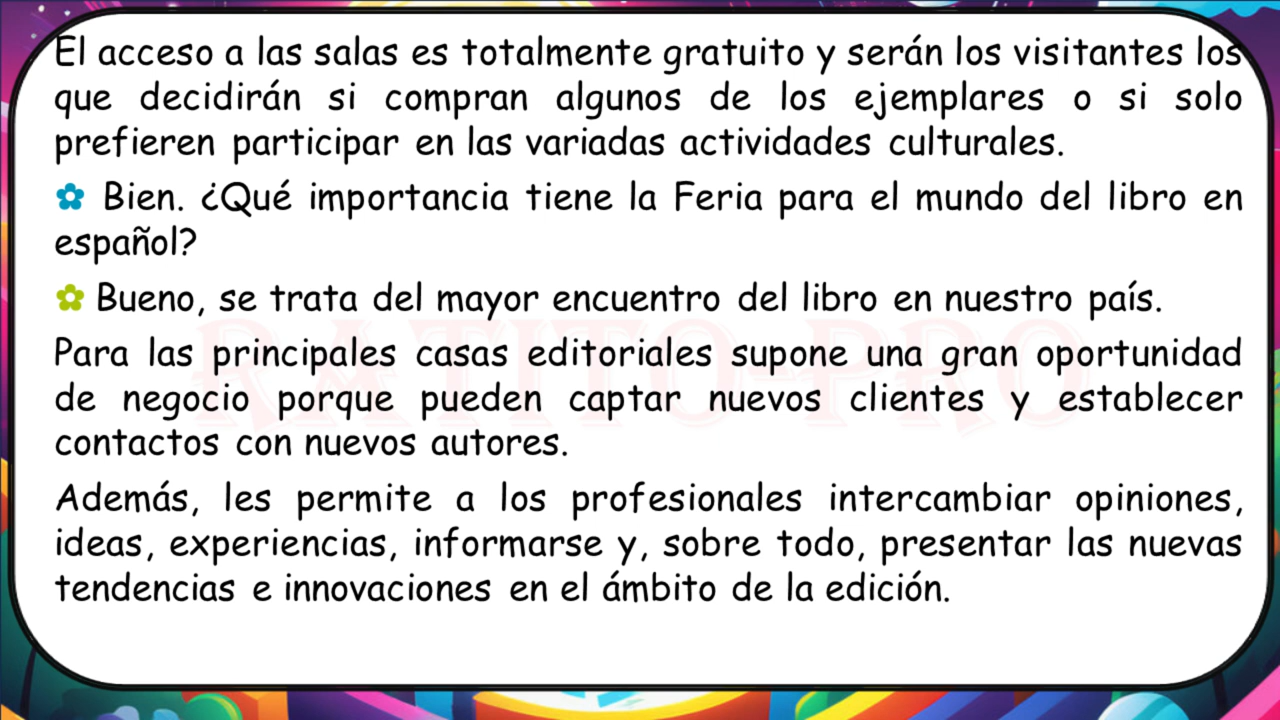 El acceso a las salas es totalmente gratuito y serán los visitantes los
que decidirán si compran algunos de los ejemplares o si solo
prefieren participar en las variadas actividades culturales.
✿ Bien. ¿Qué importancia tiene la Feria para el mundo del libro en
español?
✿ Bueno, se trata del mayor encuentro del libro en nuestro país.
RATITO-PRO
Para las principales casas editoriales supone una gran oportunidad
de negocio porque pueden captar nuevos clientes y establecer
contactos con nuevos autores.
Además, les permite a los profesionales intercambiar opiniones,
ideas, experiencias, informarse y, sobre todo, presentar las nuevas
tendencias e innovaciones en el ámbito de la edición.